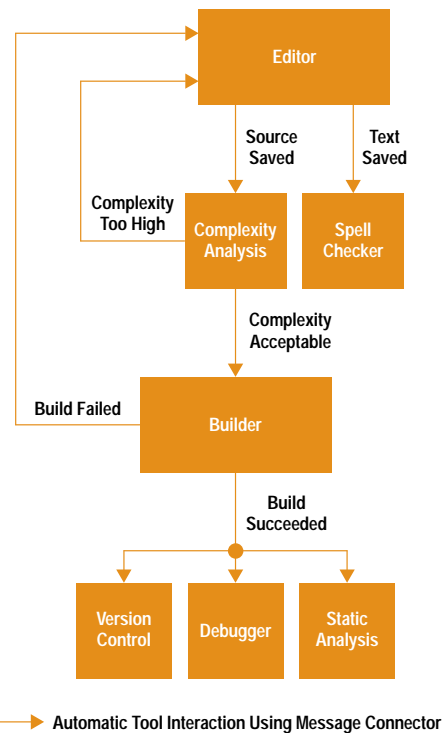 Editor
Source
Saved
Text
Saved
Complexity
Too High
Complexity
Analysis
Spell
Checker
Complexity
Acceptable
Build Failed
Builder
Build
Succeeded
Version
Control
Debugger
Static
Analysis
Automatic Tool Interaction Using Message Connector